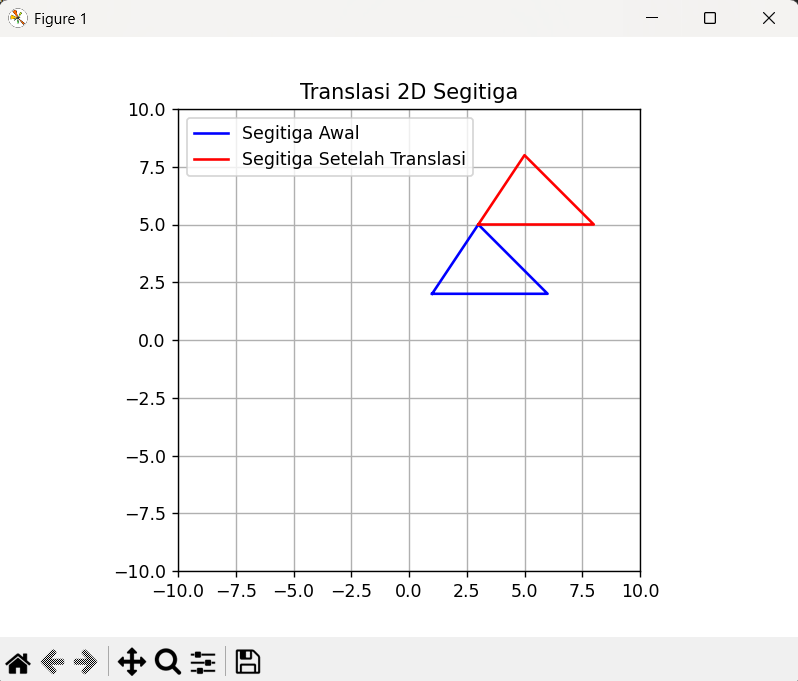 Figure 1
Translasi 2D Segitiga
Segitiga Awal
Segitiga Setelah Translasi
10.0
7.5
5.0
2.5
0.0
−2.5
−5.0
−7.5
−10.0
−10.0 −7.5 −5.0 −2.5 0.0 2.5 5.0 7.5 10.0